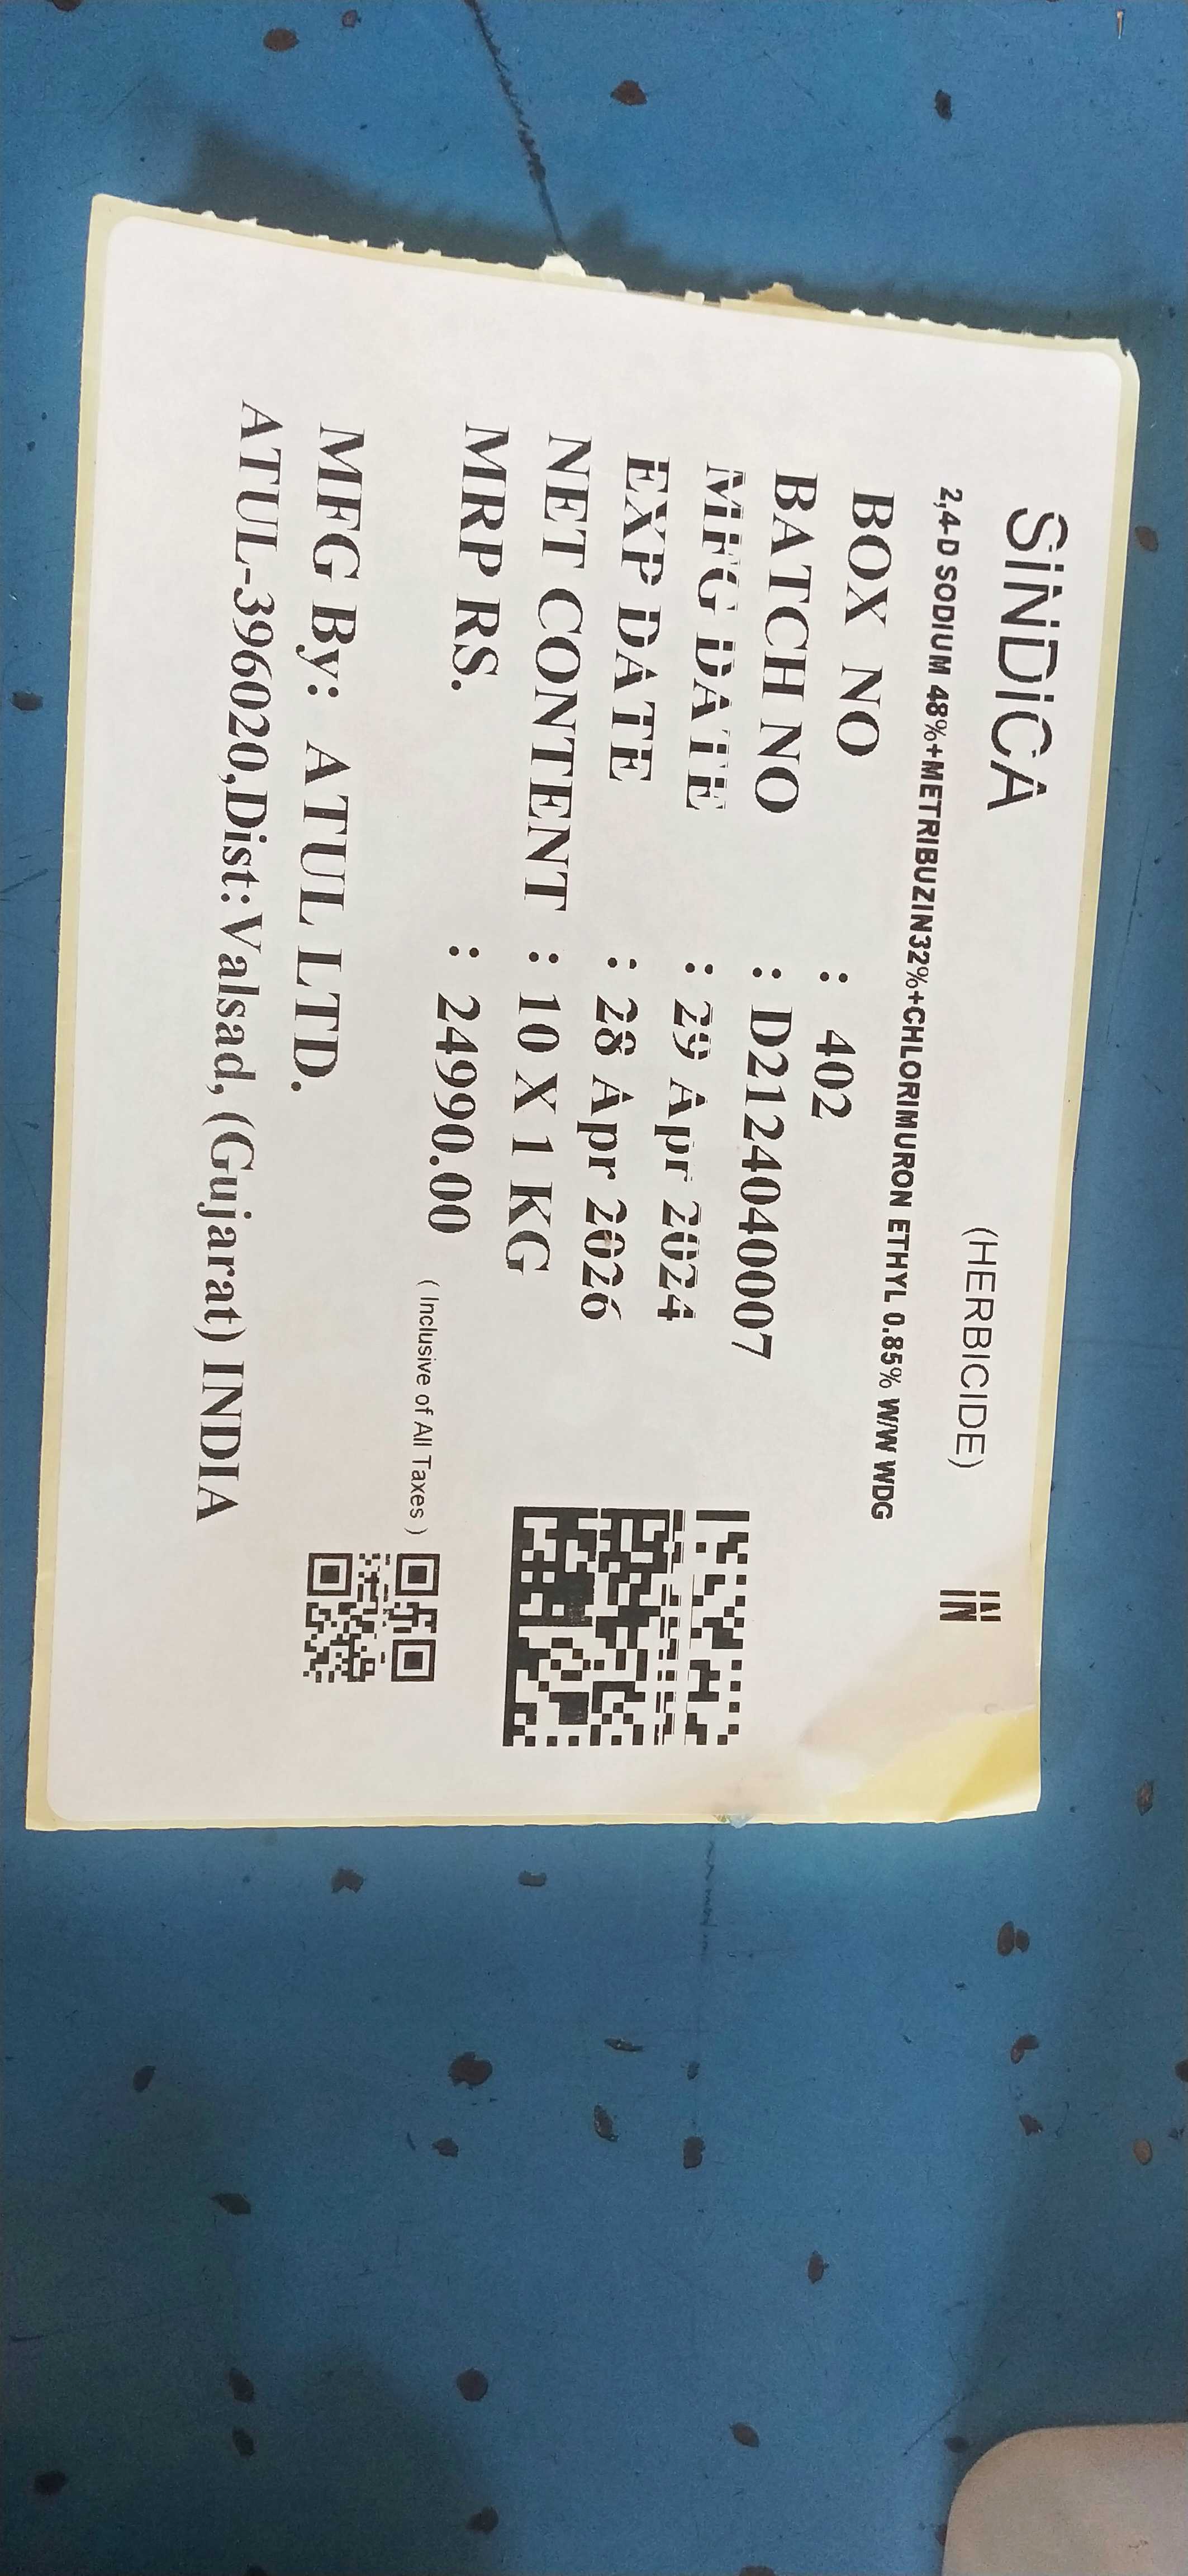 SiNDiCA (HERBICIDE) IN
2,4-D SODIUM 48%+METRIBUZIN32%+CHLORIMURON ETHYL 0.85% W/W WDG
BOX NO : 402
BATCH NO : D2124040007
MFG DATE : 29 Apr 2024
EXP DATE : 28 Apr 2026
NET CONTENT : 10 X 1 KG
MRP RS. : 24990.00 ( Inclusive of All Taxes )
MFG By: ATUL LTD.
ATUL-396020,Dist:Valsad, (Gujarat) INDIA